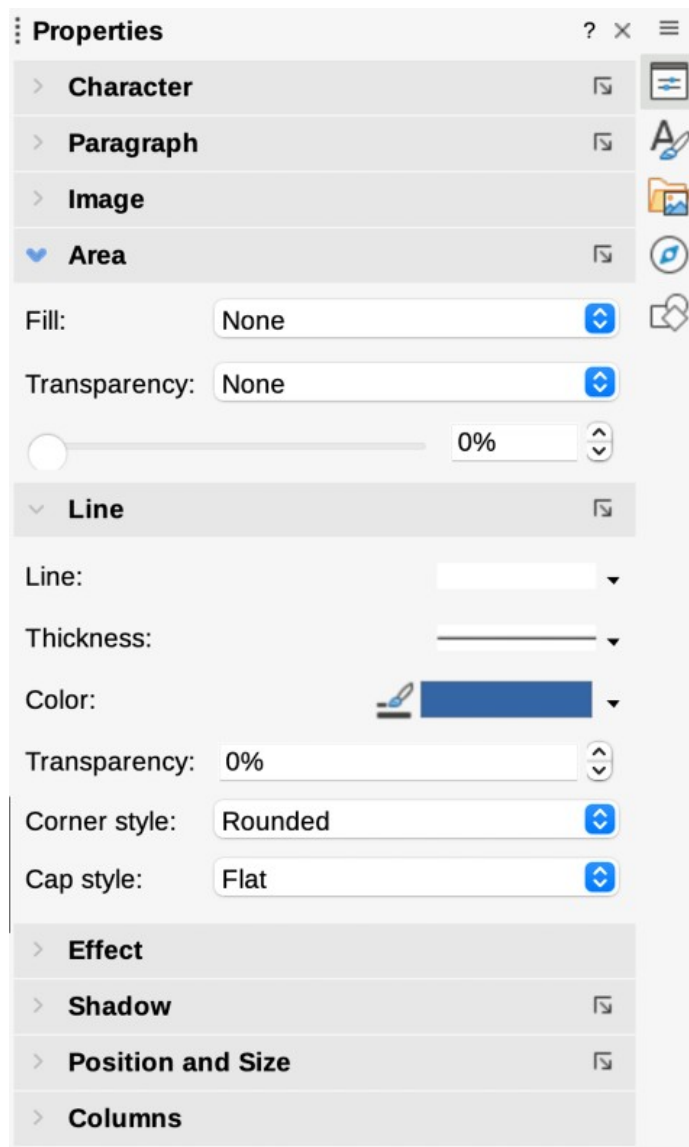 Properties ?
Character
Paragraph
Image
Area
Fill: None
Transparency: None
0%
Line
Line:
Thickness:
Color:
Transparency: 0%
Corner style: Rounded
Cap style: Flat
Effect
Shadow
Position and Size
Columns